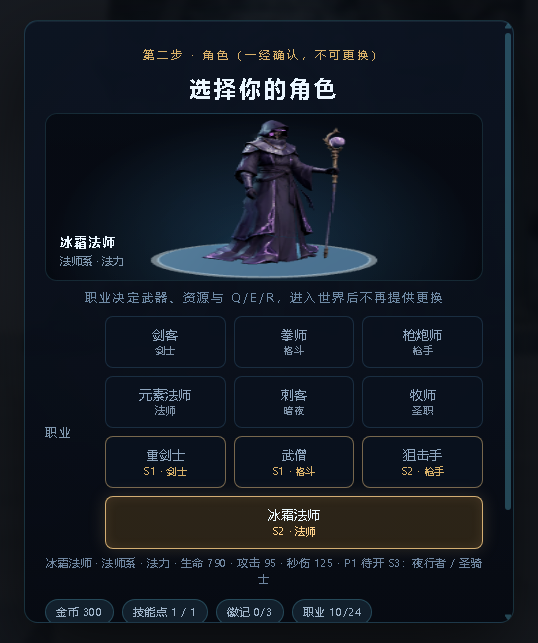 第二步 · 角色 (一经确认, 不可更换)
选择你的角色
冰霜法师
法师系 · 法力
职业决定武器、资源与 Q/E/R, 进入世界后不再提供更换
职业
剑客
剑士
拳师
格斗
枪炮师
枪手
元素法师
法师
刺客
暗夜
牧师
圣职
重剑士
S1 · 剑士
武僧
S1 · 格斗
狙击手
S2 · 枪手
冰霜法师
S2 · 法师
冰霜法师 · 法师系 · 法力 · 生命 790 · 攻击 95 · 秒伤 125 · P1 待开 S3: 夜行者 / 圣骑
士
金币 300
技能点 1 / 1
徽记 0/3
职业 10/24